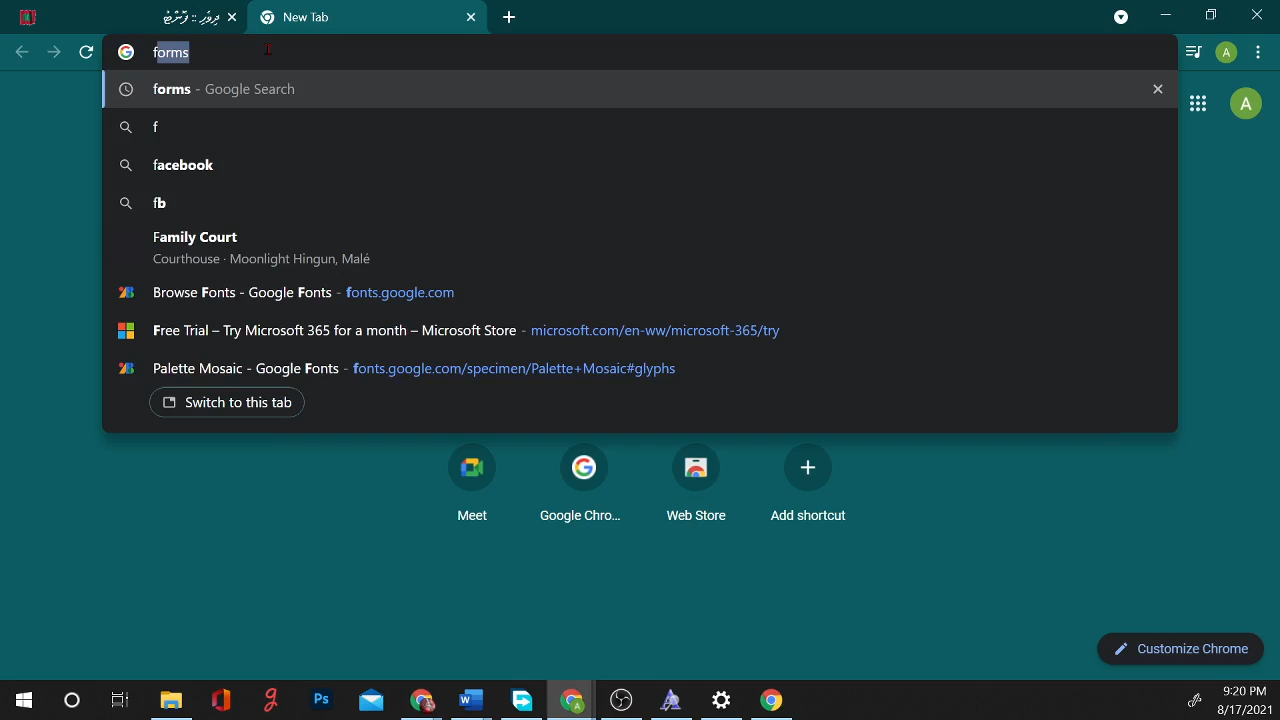 ދިވެހި :: ފޮންޓު
New Tab
forms
forms - Google Search
f
facebook
fb
Family Court
Courthouse · Moonlight Hingun, Malé
Browse Fonts - Google Fonts - fonts.google.com
Free Trial – Try Microsoft 365 for a month – Microsoft Store - microsoft.com/en-ww/microsoft-365/try
Palette Mosaic - Google Fonts - fonts.google.com/specimen/Palette+Mosaic#glyphs
Switch to this tab
A
A
Meet
Google Chro...
Web Store
Add shortcut
Customize Chrome
Ps
9:20 PM
8/17/2021